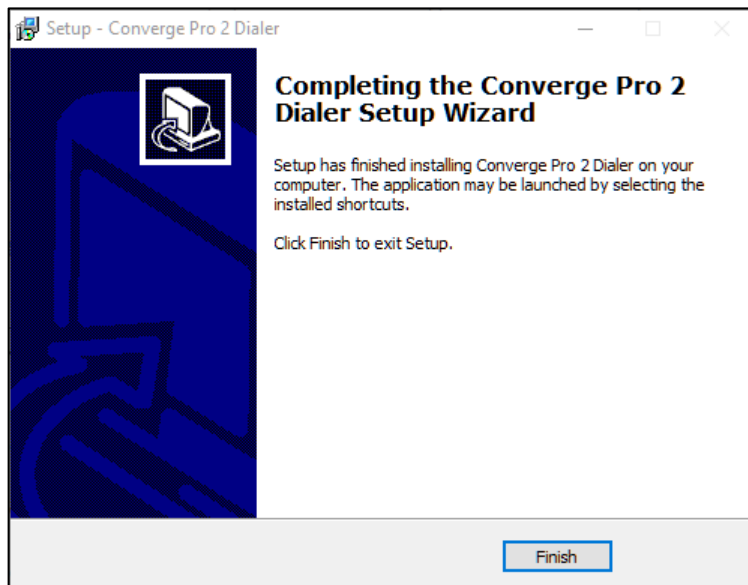 Setup - Converge Pro 2 Dialer
Completing the Converge Pro 2
Dialer Setup Wizard
Setup has finished installing Converge Pro 2 Dialer on your
computer. The application may be launched by selecting the
installed shortcuts.
Click Finish to exit Setup.
Finish